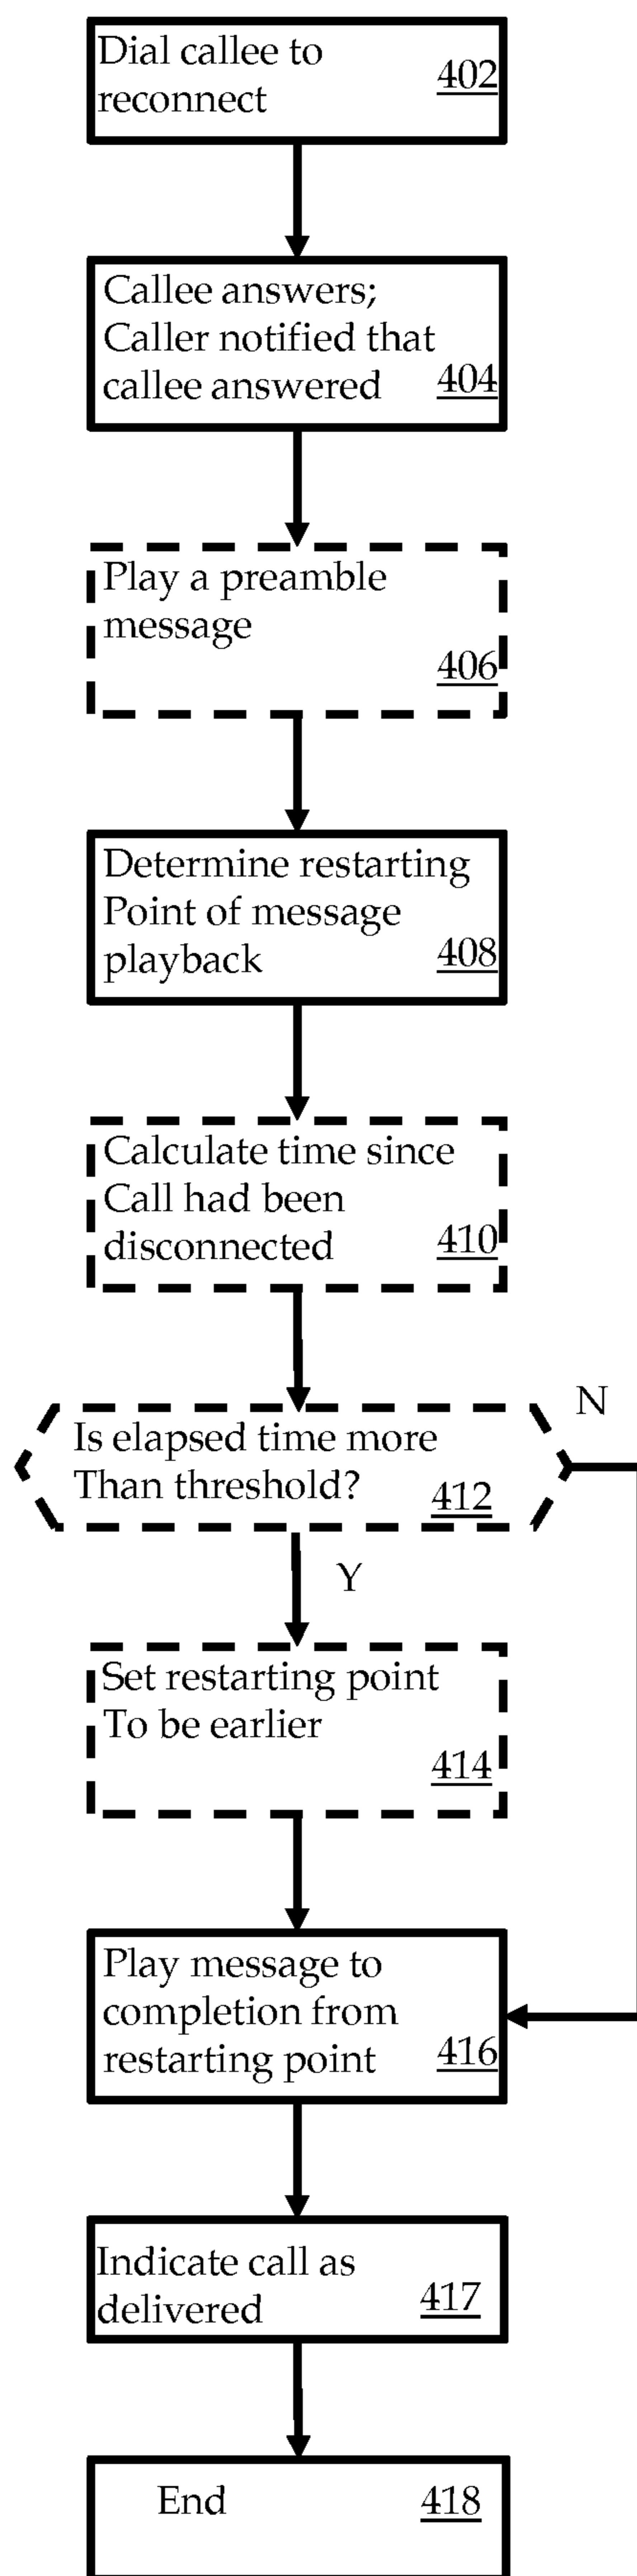 Dial callee to
reconnect 402
Callee answers;
Caller notified that
callee answered 404
Play a preamble
message
406
Determine restarting
Point of message
playback 408
Calculate time since
Call had been
disconnected 410
N
Is elapsed time more
Than threshold? 412
Y
Set restarting point
To be earlier
414
Play message to
completion from
restarting point 416
Indicate call as
delivered 417
End 418